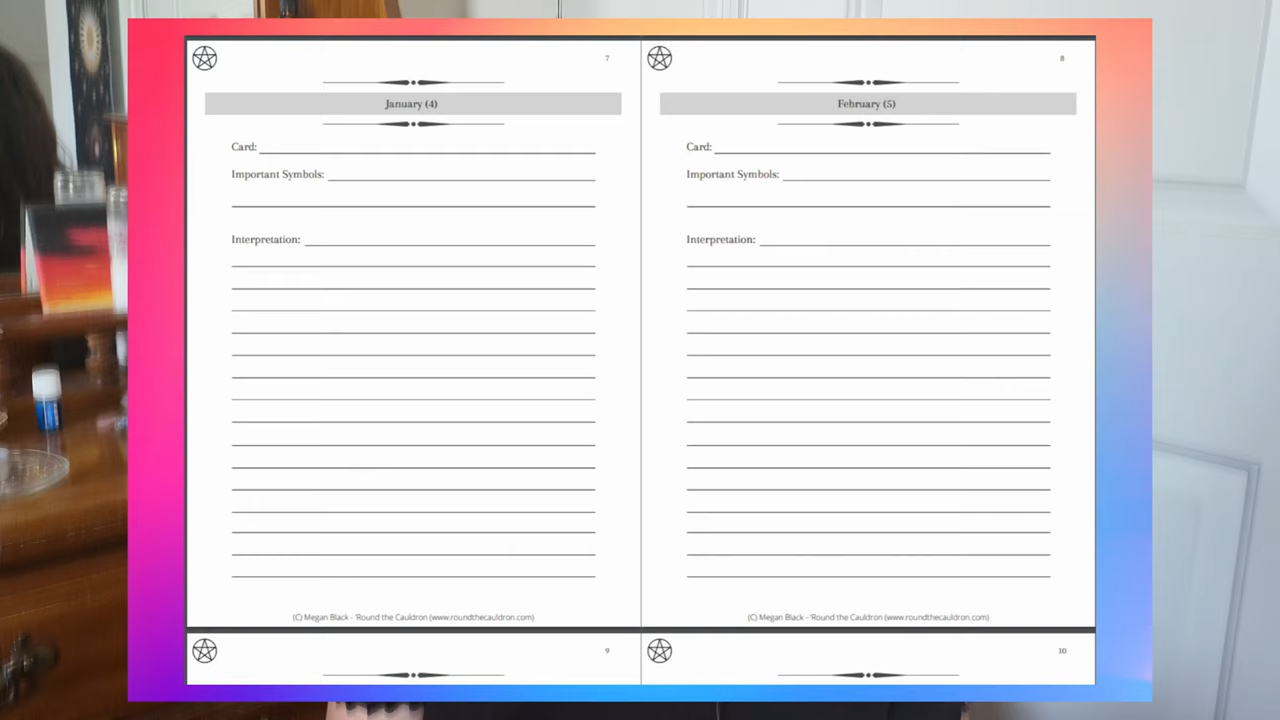 7
January (4)
Card:
Important Symbols:
Interpretation:
(C) Megan Black - 'Round the Cauldron (www.roundthecauldron.com)
8
February (5)
Card:
Important Symbols:
Interpretation:
(C) Megan Black - 'Round the Cauldron (www.roundthecauldron.com)
9
10